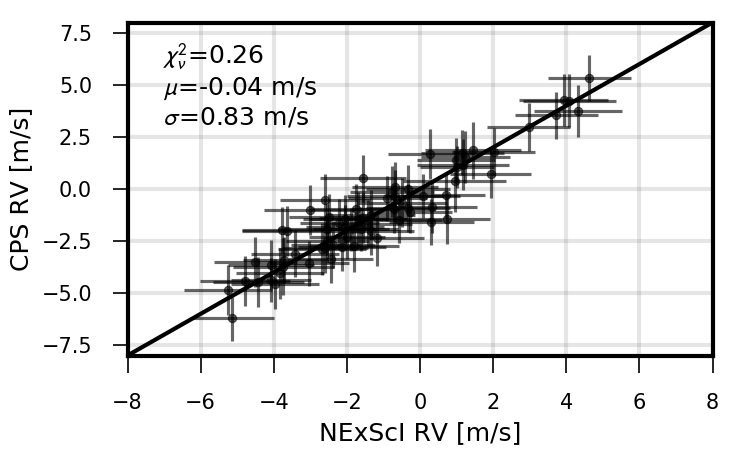 χ²ᵥ=0.26
μ=-0.04 m/s
σ=0.83 m/s
7.5
5.0
2.5
0.0
−2.5
−5.0
−7.5
CPS RV [m/s]
−8 −6 −4 −2 0 2 4 6 8
NExScI RV [m/s]